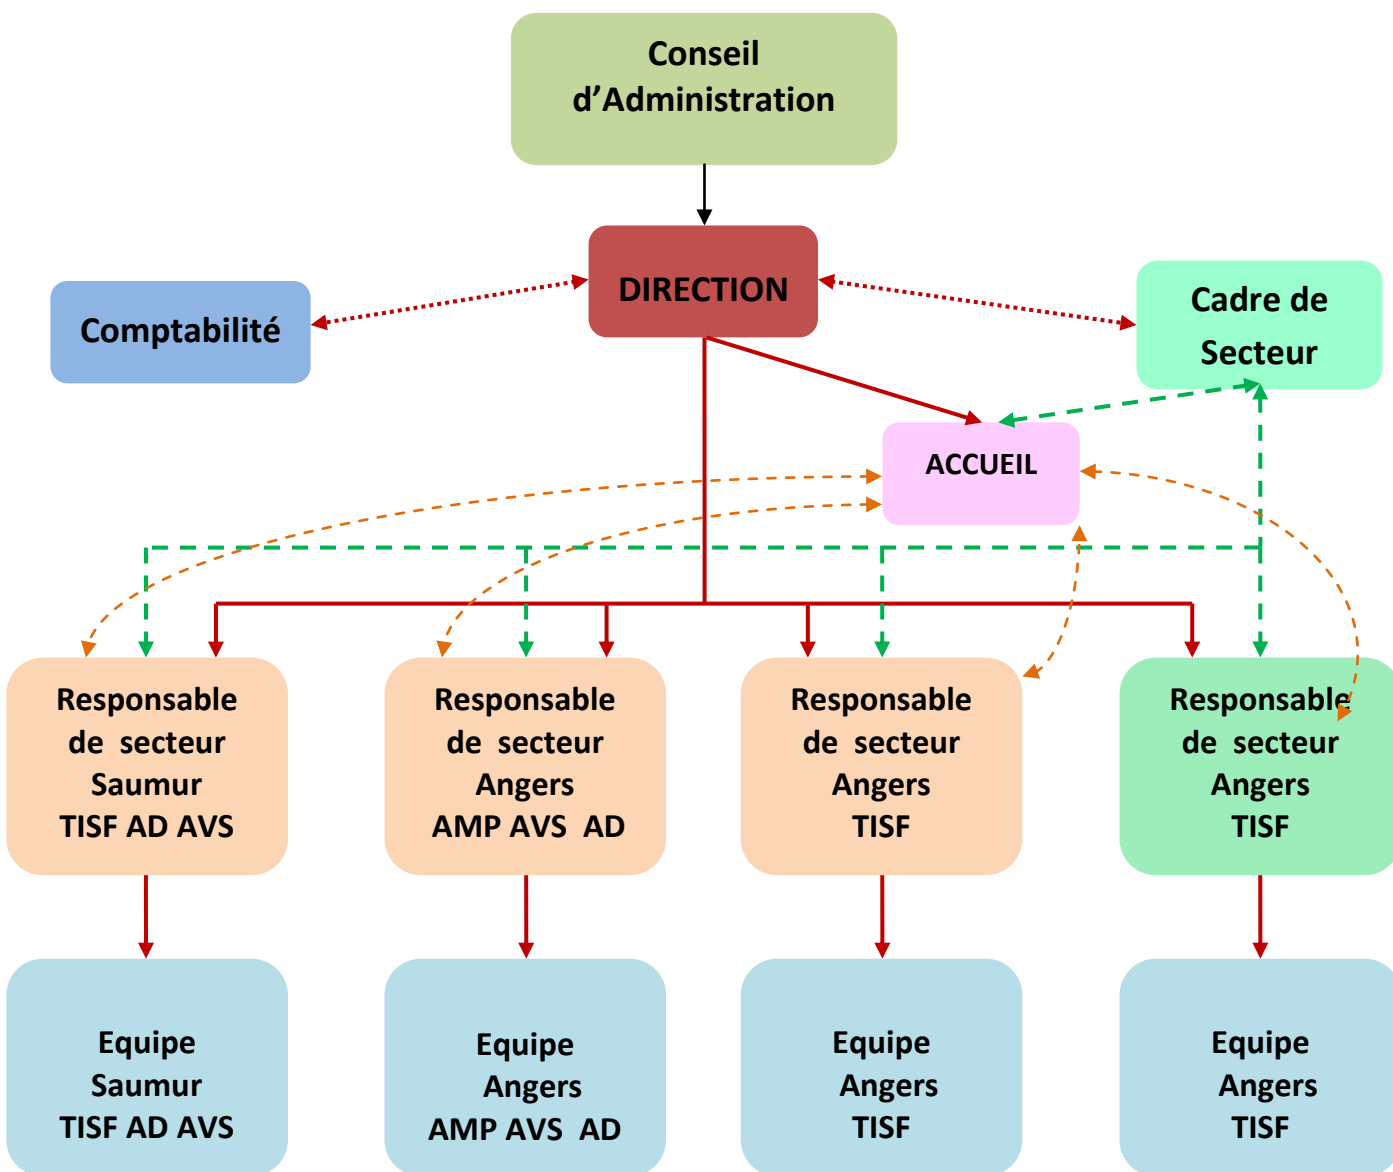 Conseil
d’Administration
DIRECTION
Comptabilité
Cadre de
Secteur
ACCUEIL
Responsable
de secteur
Saumur
TISF AD AVS
Responsable
de secteur
Angers
AMP AVS AD
Responsable
de secteur
Angers
TISF
Responsable
de secteur
Angers
TISF
Equipe
Saumur
TISF AD AVS
Equipe
Angers
AMP AVS AD
Equipe
Angers
TISF
Equipe
Angers
TISF